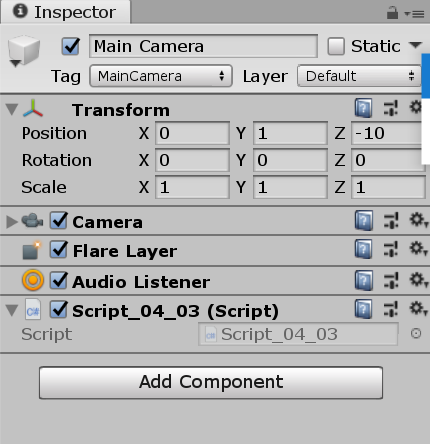 Inspector
Main Camera Static
Tag MainCamera Layer Default
Transform
Position X 0 Y 1 Z -10
Rotation X 0 Y 0 Z 0
Scale X 1 Y 1 Z 1
Camera
Flare Layer
Audio Listener
C# Script_04_03 (Script)
Script C# Script_04_03
Add Component